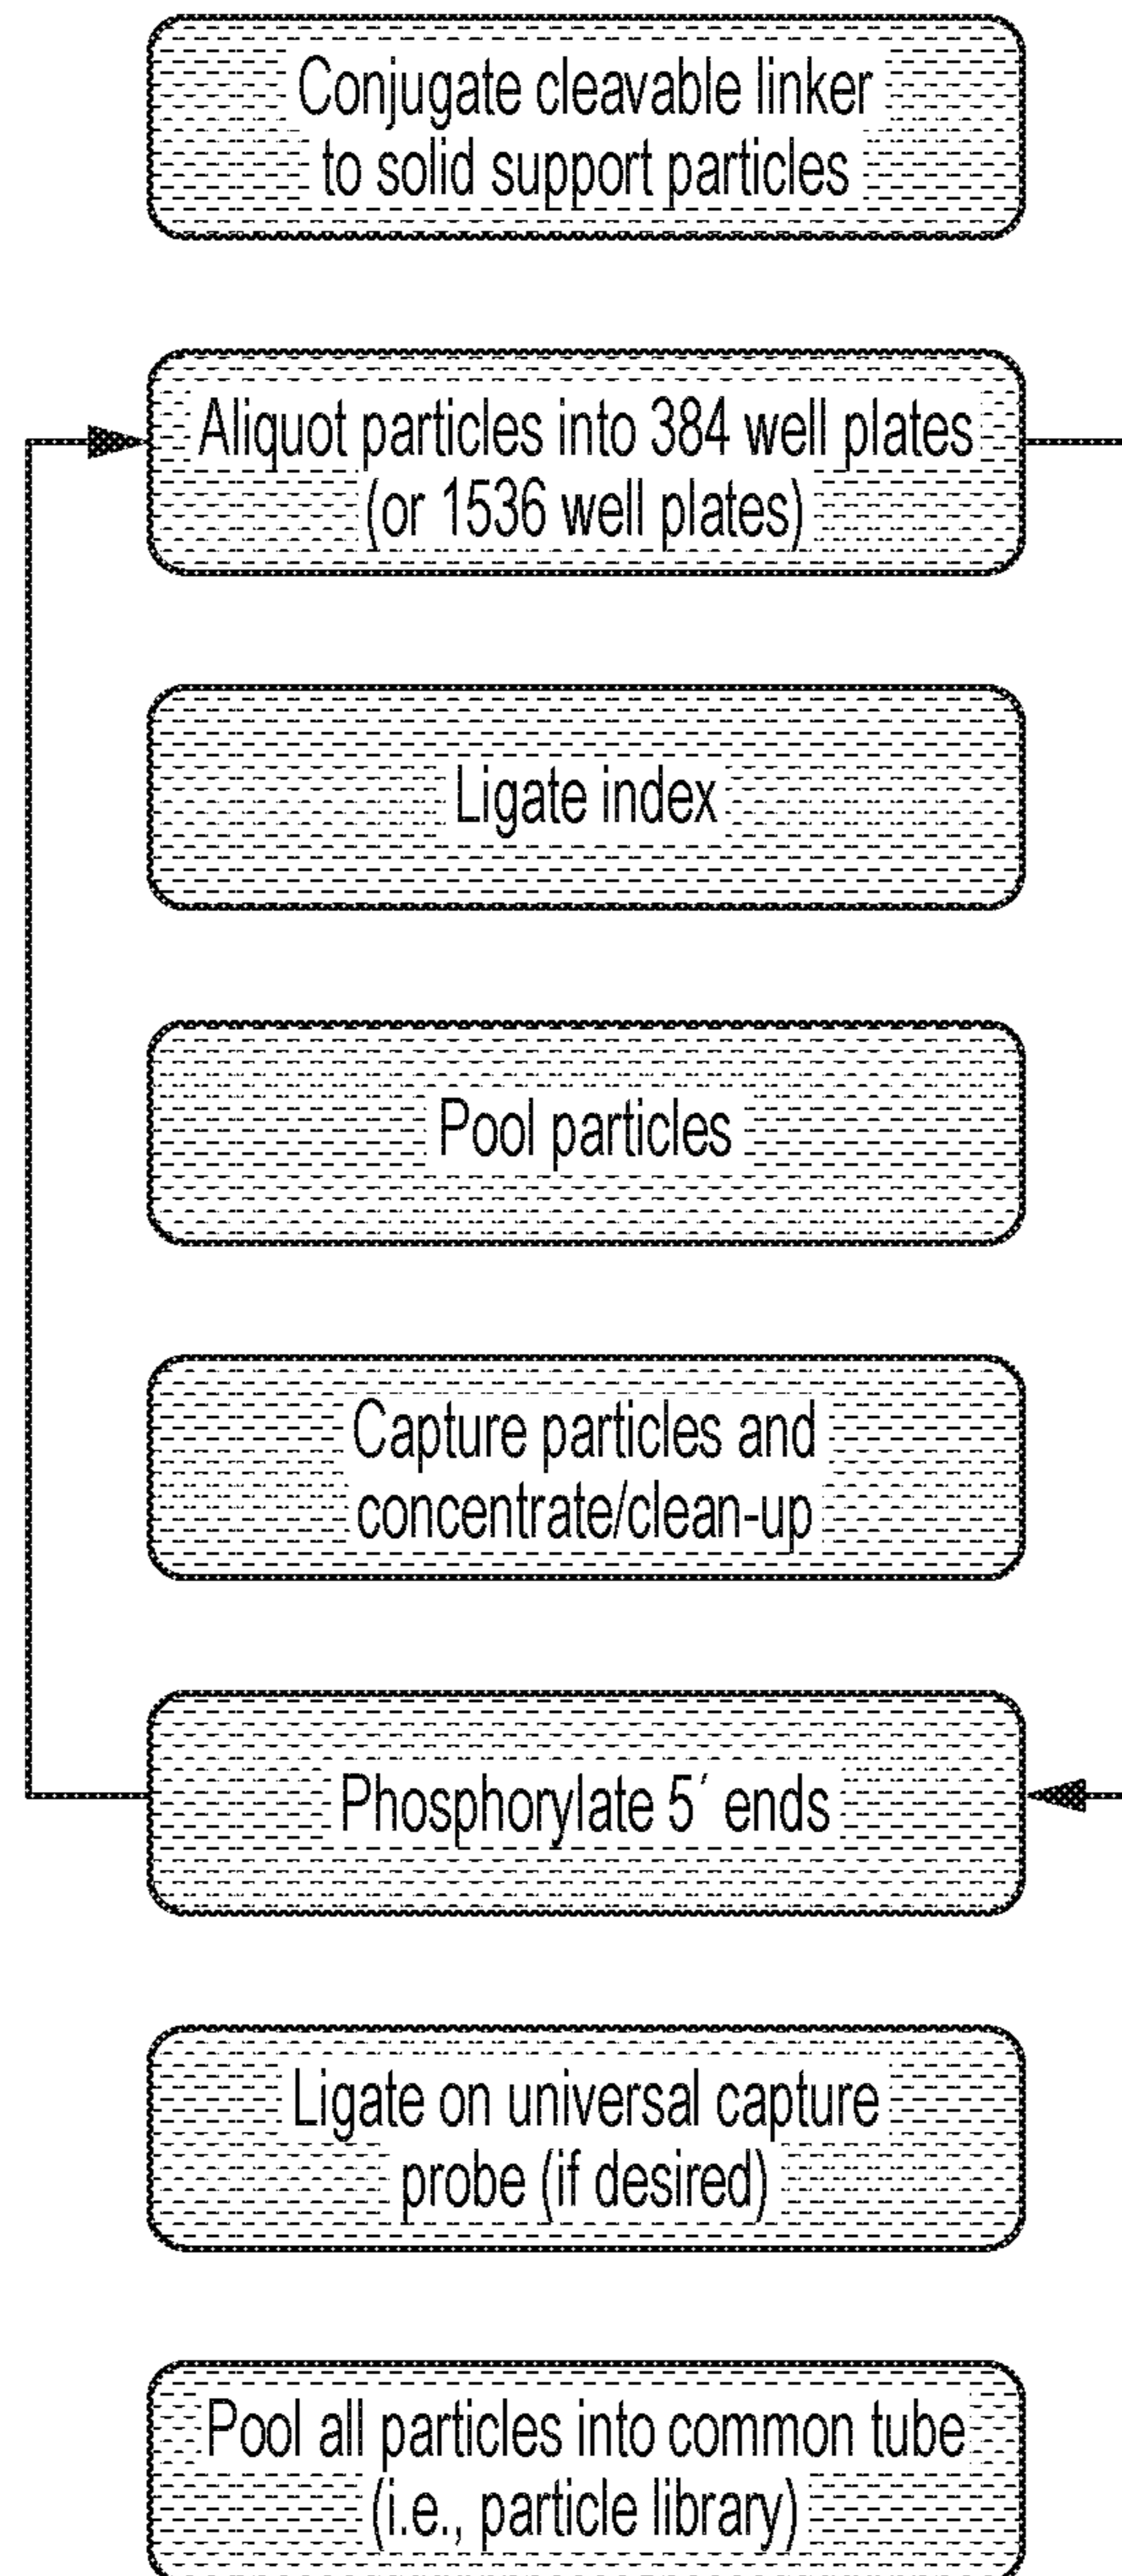 Conjugate cleavable linker
to solid support particles
Aliquot particles into 384 well plates
(or 1536 well plates)
Ligate index
Pool particles
Capture particles and
concentrate/clean-up
Phosphorylate 5´ ends
Ligate on universal capture
probe (if desired)
Pool all particles into common tube
(i.e., particle library)